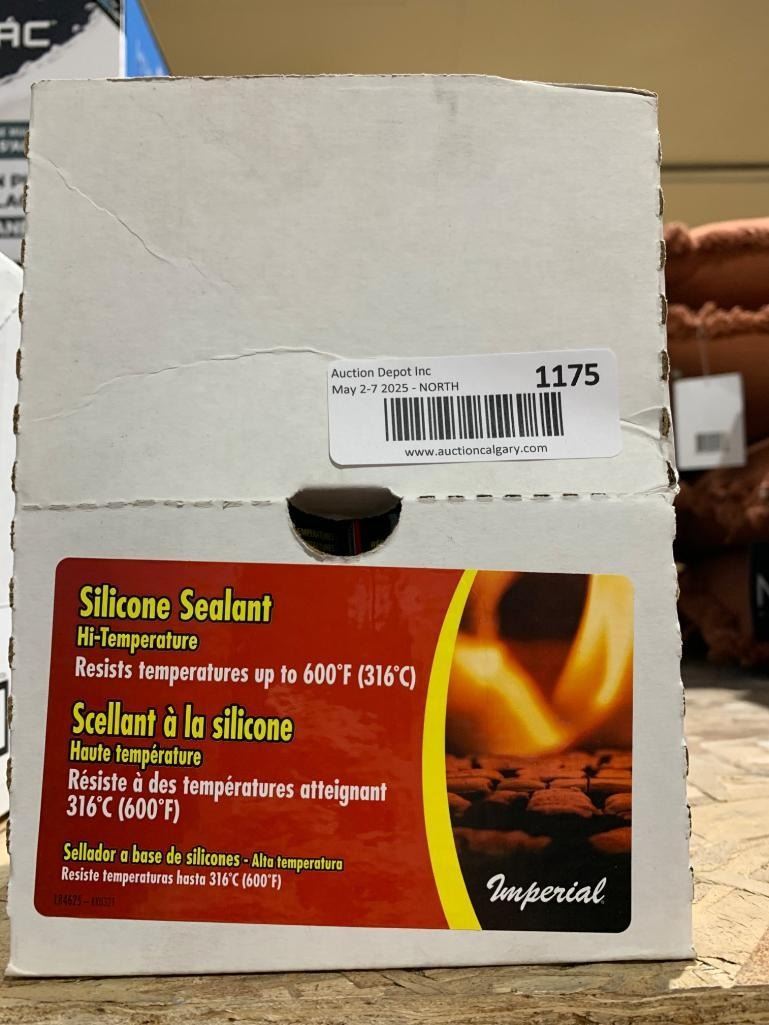 AC
Auction Depot Inc
1175
May 2-7 2025 - NORTH
www.auctioncalgary.com
Silicone Sealant
Hi-Temperature
Resists temperatures up to 600°F (316°C)
Scellant à la silicone
Haute température
Résiste à des températures atteignant
316°C (600°F)
Sellador a base de silicones - Alta temperatura
Resiste temperaturas hasta 316°C (600°F)
Imperial